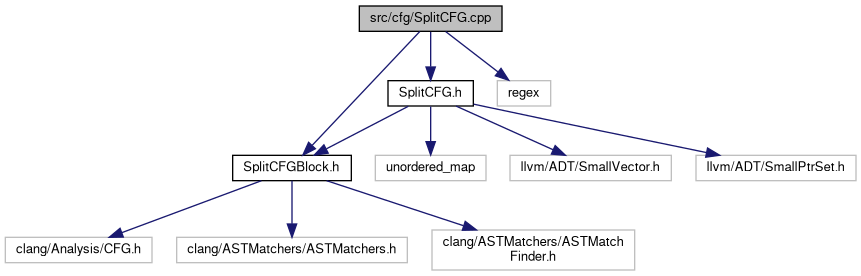 src/cfg/SplitCFG.cpp
SplitCFG.h
regex
SplitCFGBlock.h
unordered_map
llvm/ADT/SmallVector.h
llvm/ADT/SmallPtrSet.h
clang/Analysis/CFG.h
clang/ASTMatchers/ASTMatchers.h
clang/ASTMatchers/ASTMatch
Finder.h